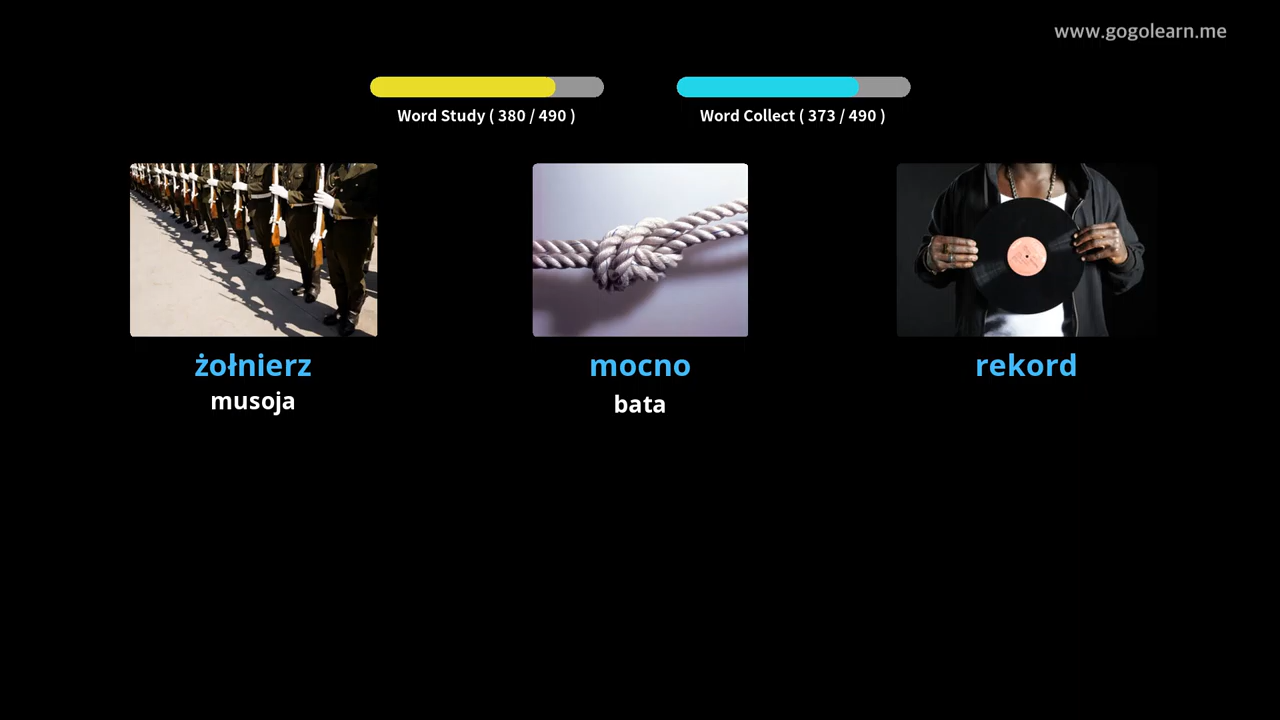 www.gogolearn.me
Word Study ( 380 / 490 )
Word Collect ( 373 / 490 )
żołnierz
musoja
mocno
bata
rekord